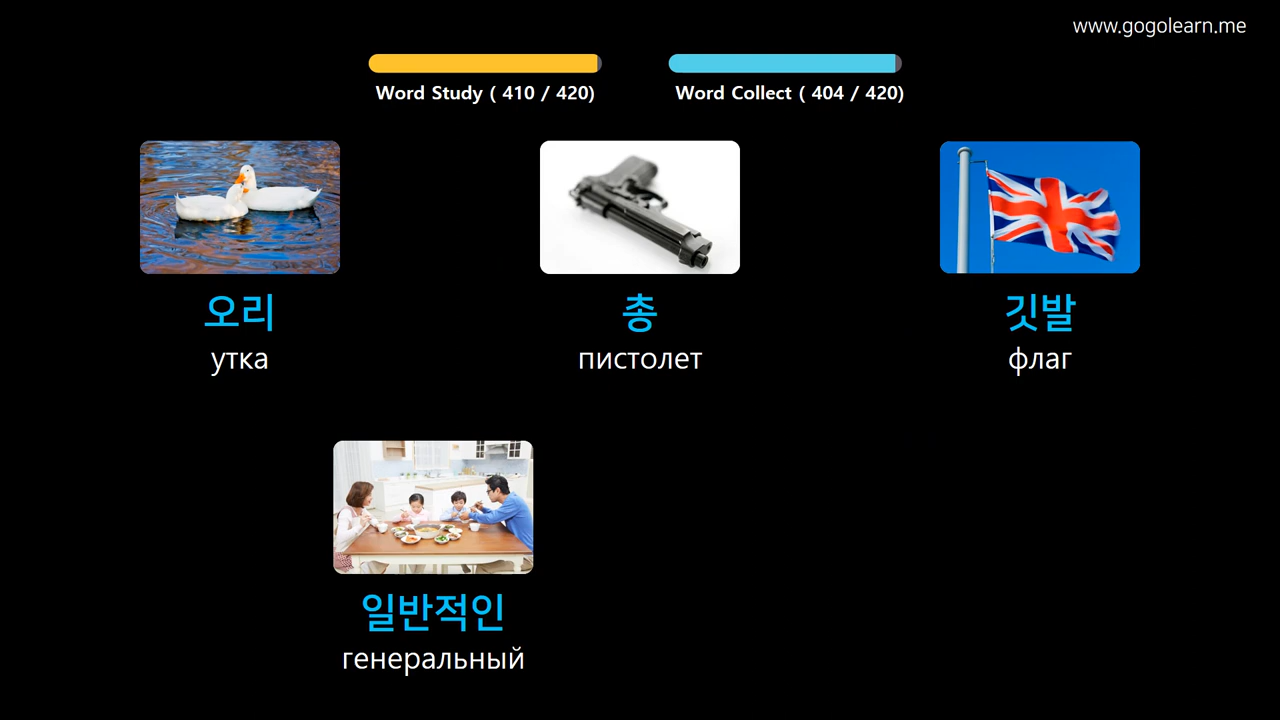 www.gogolearn.me
Word Study ( 410 / 420)
Word Collect ( 404 / 420)
오리
утка
총
пистолет
깃발
флаг
일반적인
генеральный